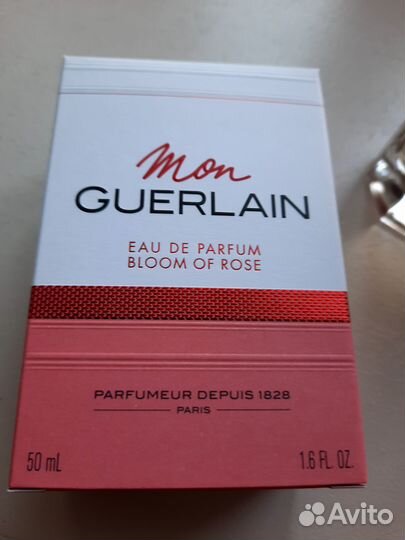 Mon
GUERLAIN
EAU DE PARFUM
BLOOM OF ROSE
PARFUMEUR DEPUIS 1828
PARIS
50 mL
1.6 FL. OZ.
Avito